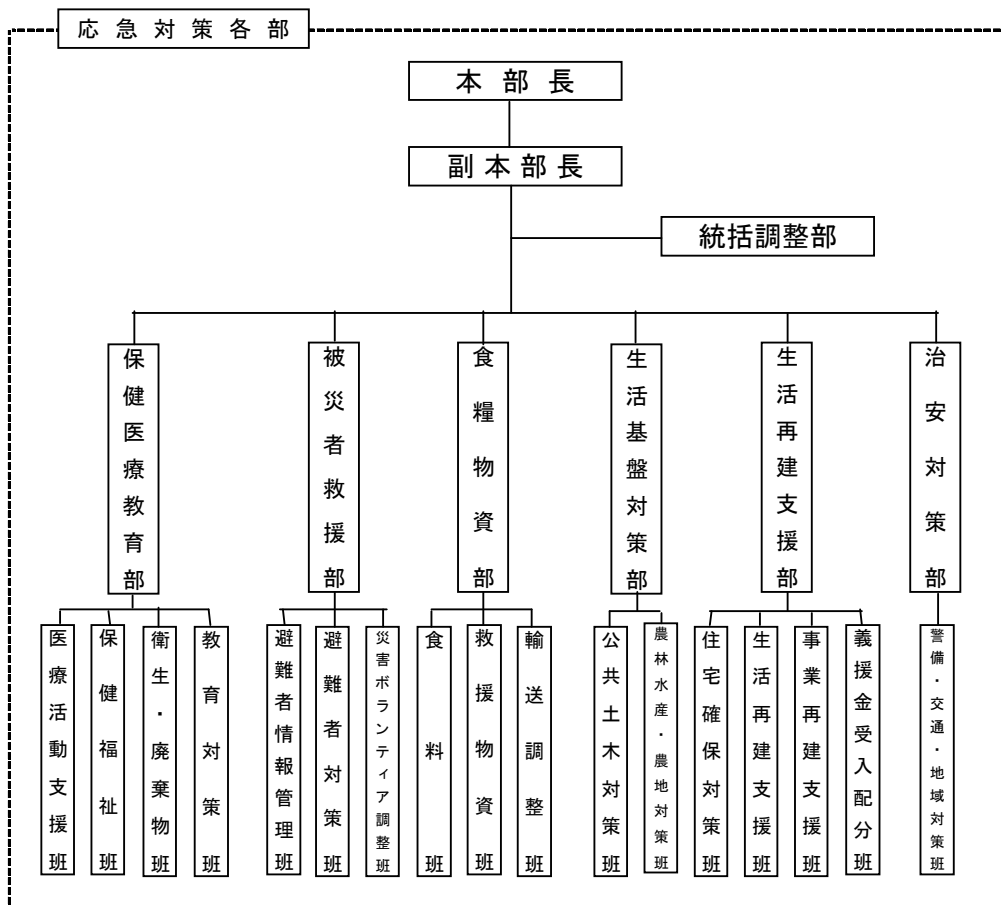 応急対策各部
本部長
副本部長
統括調整部
保健医療教育部
被災者救援部
食糧物資部
生活基盤対策部
生活再建支援部
治安対策部
医療活動支援班
保健福祉班
衛生・廃棄物班
教育対策班
避難者情報管理班
避難者対策班
災害ボランティア調整班
食料班
救援物資班
輸送調整班
公共土木対策班
農林水産・農地対策班
住宅確保対策班
生活再建支援班
事業再建支援班
義援金受入配分班
警備・交通・地域対策班